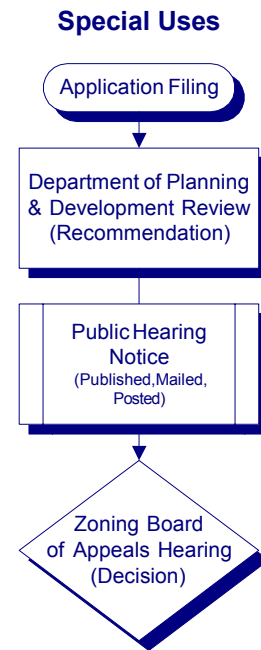 Special Uses
Application Filing
Department of Planning
& Development Review
(Recommendation)
Public Hearing
Notice
(Published,Mailed,
Posted)
Zoning Board
of Appeals Hearing
(Decision)